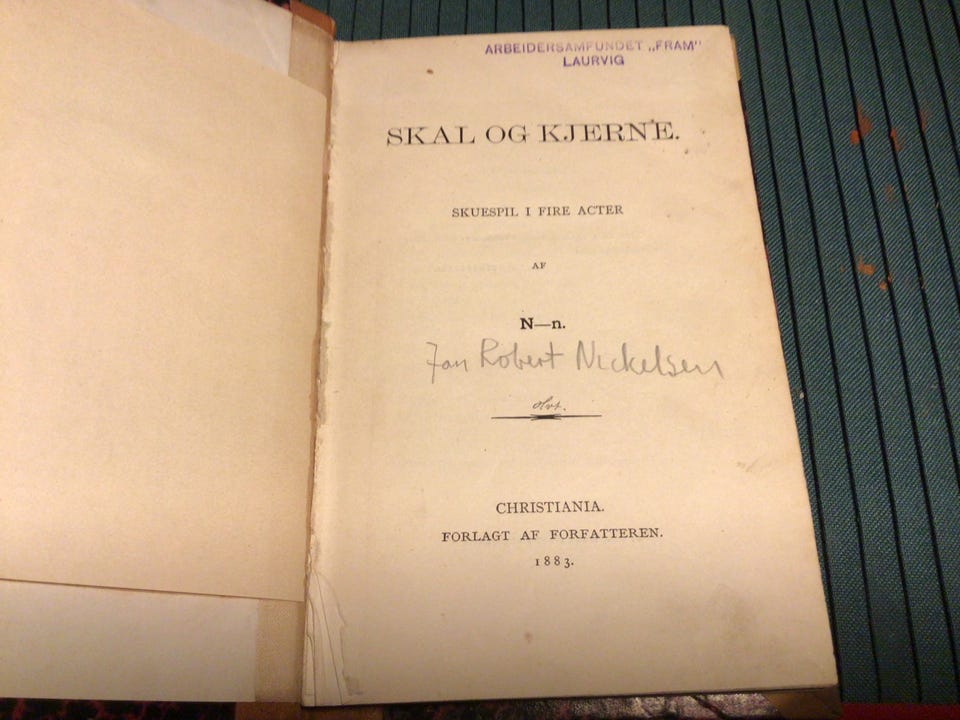 ARBEIDERSAMFUNDET „FRAM"
LAURVIG
SKAL OG KJERNE.
SKUESPIL I FIRE ACTER
AF
N—n.
Jan Robert Nickelsen
CHRISTIANIA.
FORLAGT AF FORFATTEREN.
1883.